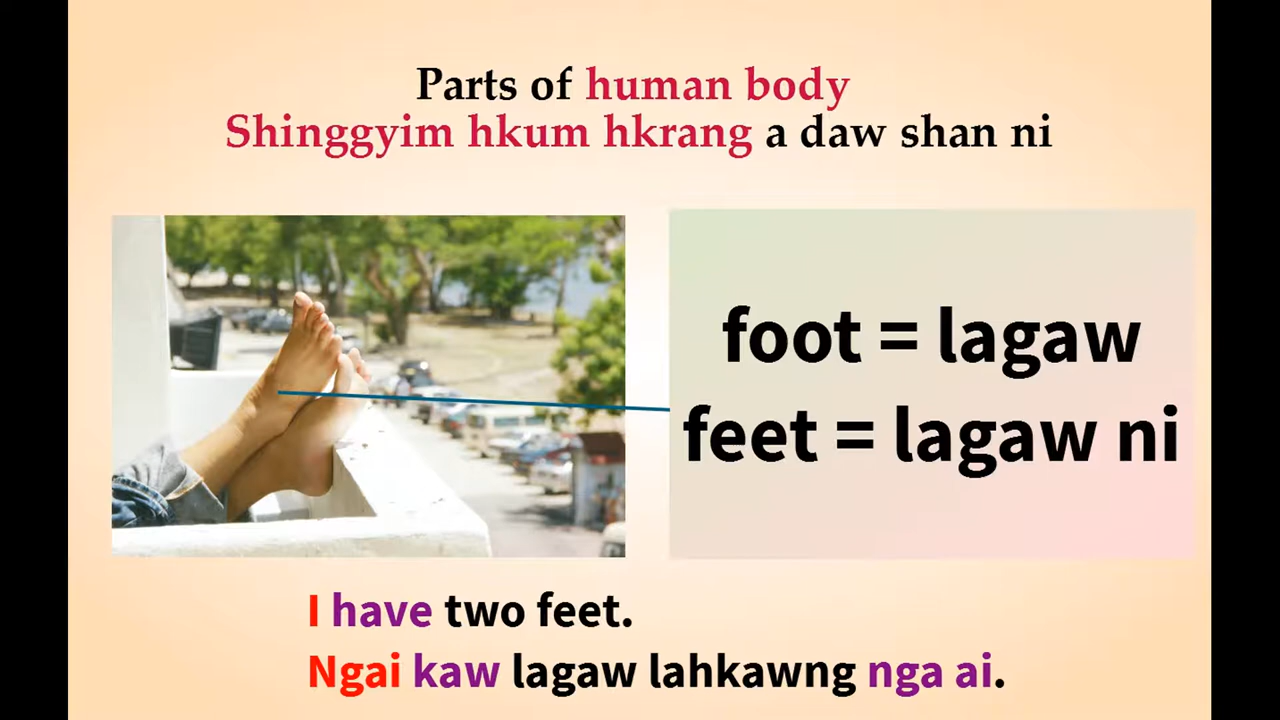 Parts of human body
Shinggyim hkum hkrang a daw shan ni
foot = lagaw
feet = lagaw ni
I have two feet.
Ngai kaw lagaw lahkawng nga ai.